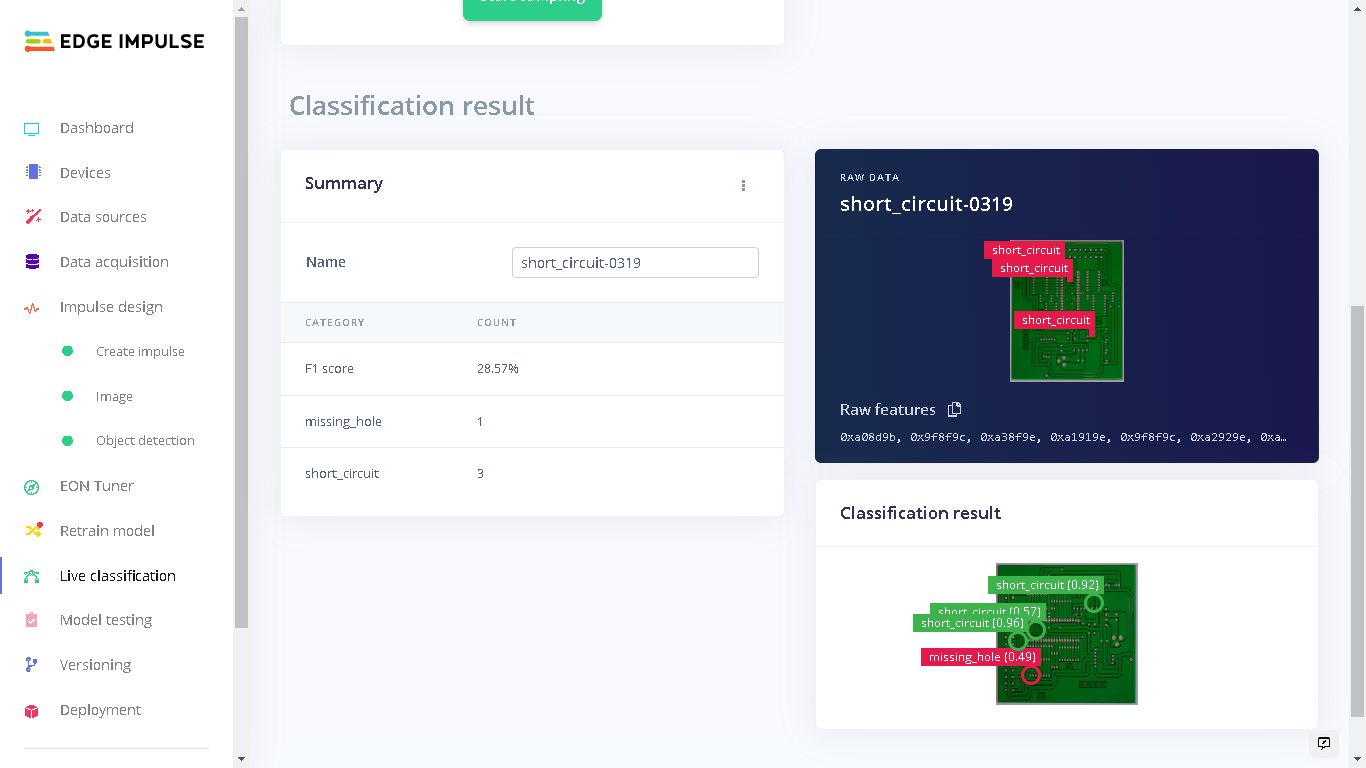 EDGE IMPULSE
Dashboard
Devices
Data sources
Data acquisition
Impulse design
Create impulse
Image
Object detection
EON Tuner
Retrain model
Live classification
Model testing
Versioning
Deployment
Classification result
Summary
Name
short_circuit-0319
CATEGORY COUNT
F1 score 28.57%
missing_hole 1
short_circuit 3
RAW DATA
short_circuit-0319
short_circuit
short_circuit
short_circuit
Raw features
0xa08d9b, 0x9f8f9c, 0xa38f9e, 0xa1919e, 0x9f8f9c, 0xa2929e, 0xa…
Classification result
short_circuit (0.92)
short_circuit (0.57)
short_circuit (0.96)
missing_hole (0.49)